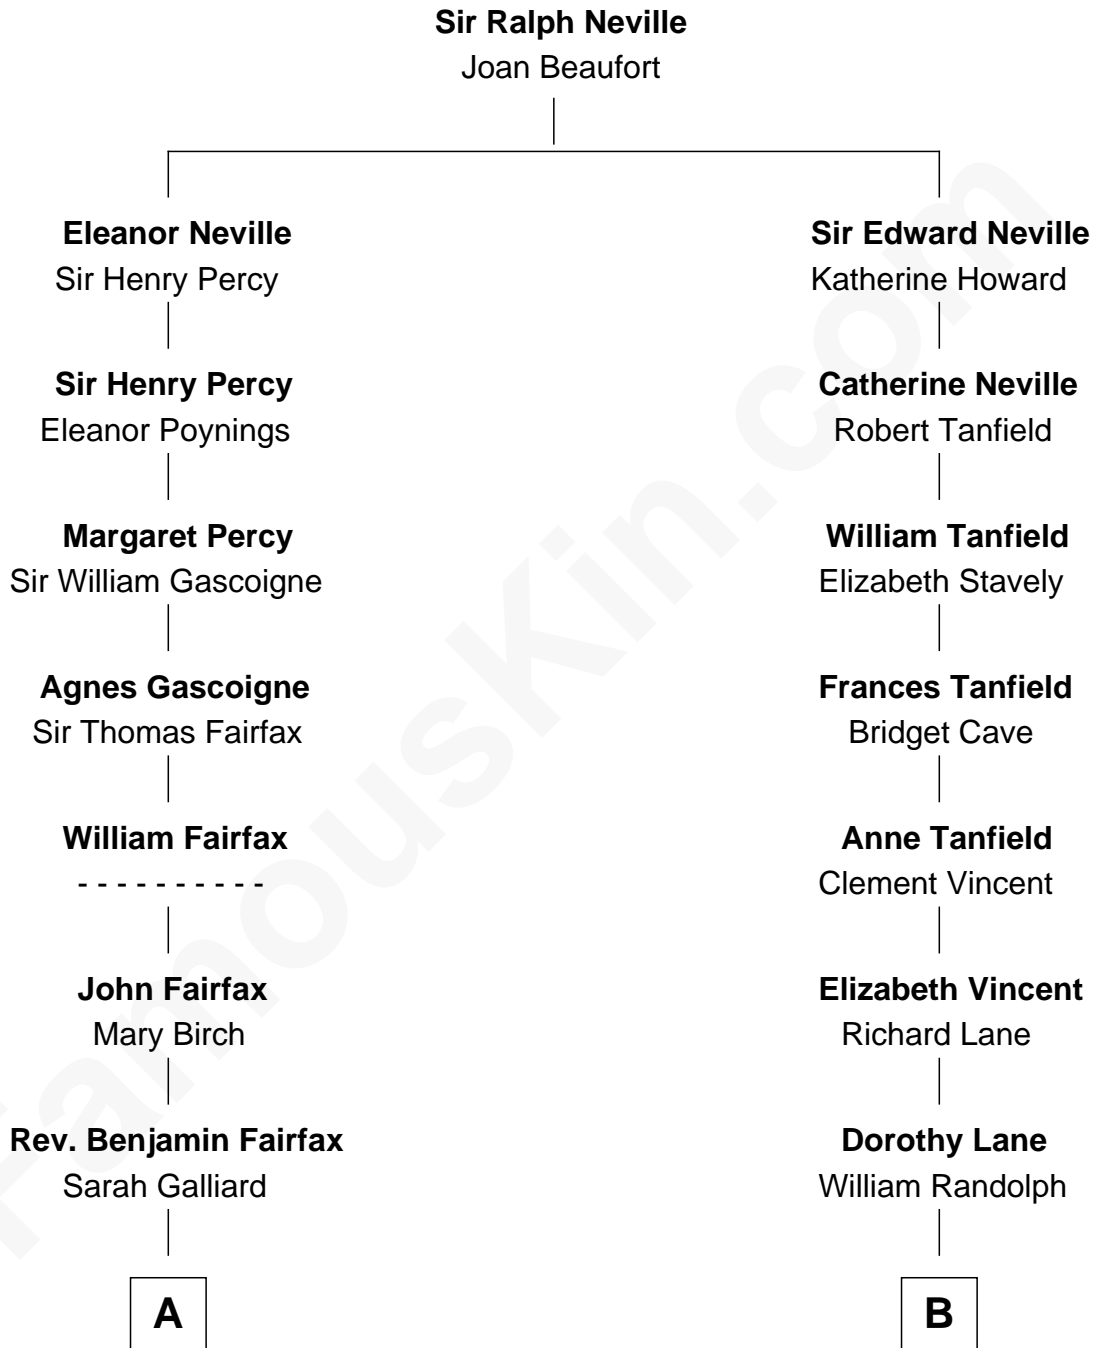 Sir Ralph Neville
Joan Beaufort
Eleanor Neville
Sir Henry Percy
Sir Edward Neville
Katherine Howard
Sir Henry Percy
Eleanor Poynings
Catherine Neville
Robert Tanfield
Margaret Percy
Sir William Gascoigne
William Tanfield
Elizabeth Stavely
Agnes Gascoigne
Sir Thomas Fairfax
Frances Tanfield
Bridget Cave
William Fairfax
- - - - - - - - - -
Anne Tanfield
Clement Vincent
John Fairfax
Mary Birch
Elizabeth Vincent
Richard Lane
Rev. Benjamin Fairfax
Sarah Galliard
Dorothy Lane
William Randolph
A
B
FamousKin.com